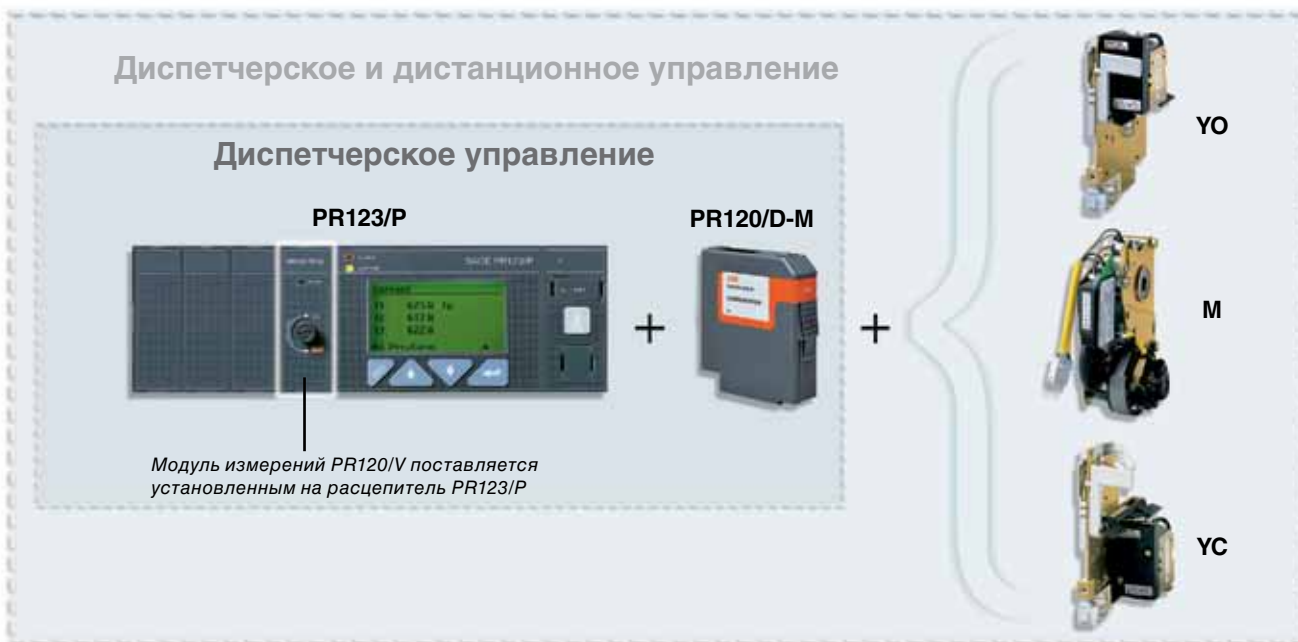 Диспетчерское и дистанционное управление
Диспетчерское управление
PR123/P
PR120/D-M
+
+
YO
M
YC
Модуль измерений PR120/V поставляется
установленным на расцепитель PR123/P